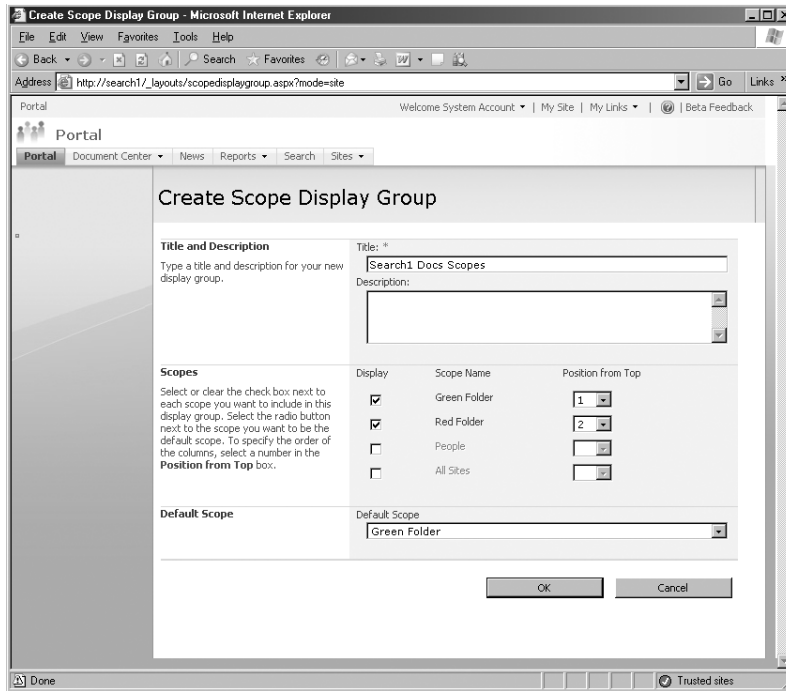 Create Scope Display Group - Microsoft Internet Explorer
File Edit View Favorites Tools Help
Back Search Favorites
Address http://search1/_layouts/scopedisplaygroup.aspx?mode=site Go Links »
Portal Welcome System Account | My Site | My Links | Beta Feedback
Portal
Portal Document Center News Reports Search Sites
Create Scope Display Group
Title and Description
Type a title and description for your new
display group.
Title: *
Search1 Docs Scopes
Description:
Scopes
Select or clear the check box next to
each scope you want to include in this
display group. Select the radio button
next to the scope you want to be the
default scope. To specify the order of
the columns, select a number in the
Position from Top box.
Display Scope Name Position from Top
Green Folder 1
Red Folder 2
People
All Sites
Default Scope
Default Scope
Green Folder
OK Cancel
Done Trusted sites